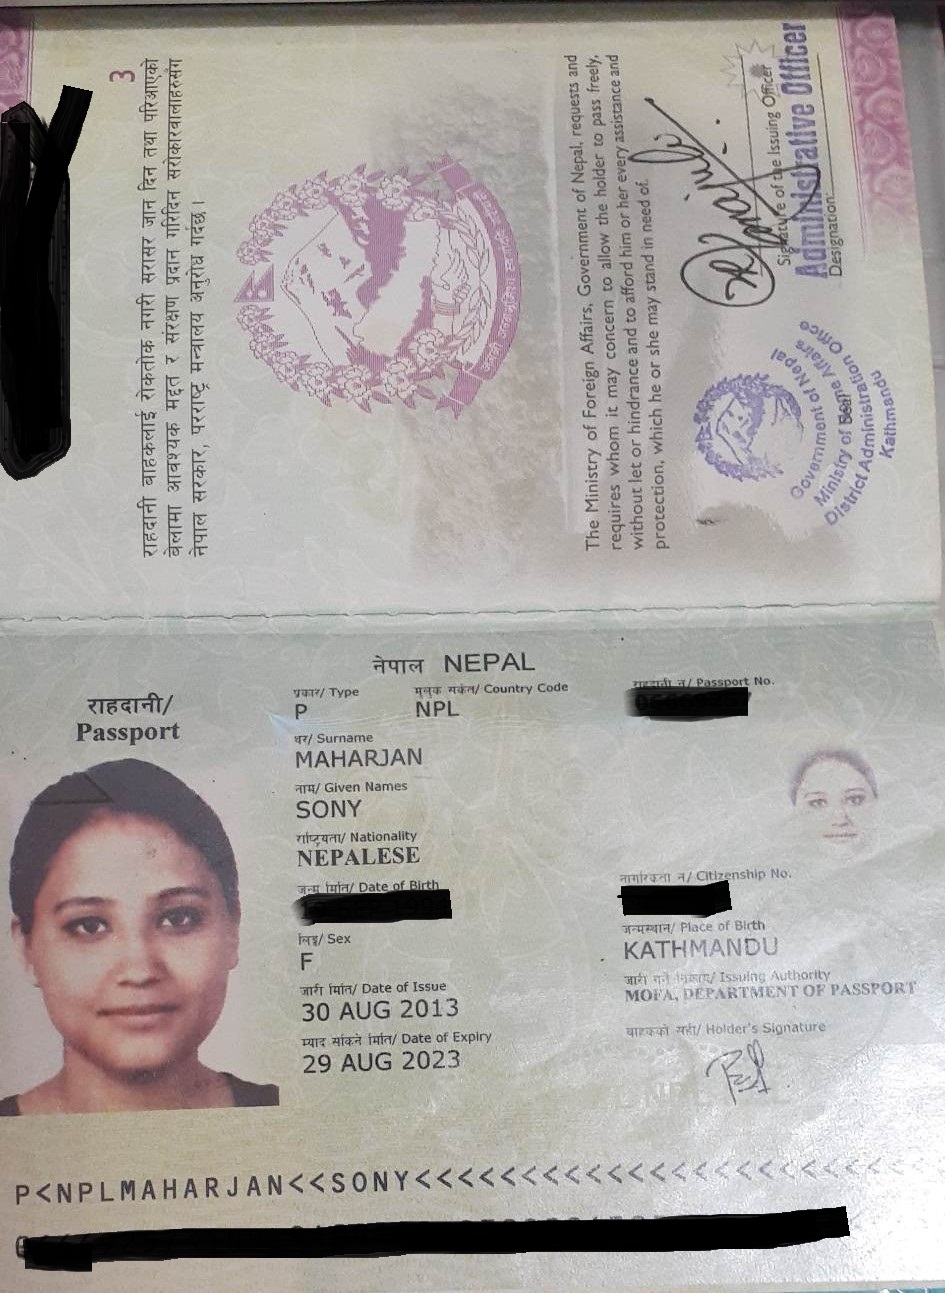 3
राहदानी बाहकलाई रोकतोक नगरी सरासर जान दिन तथा परिआएको
बेलामा आवश्यक मद्दत र संरक्षण प्रदान गरिदिन सरोकारवालाहरुसंग
नेपाल सरकार, परराष्ट्र मन्त्रालय अनुरोध गर्दछ ।
The Ministry of Foreign Affairs, Government of Nepal, requests and
requires whom it may concern to allow the holder to pass freely,
without let or hindrance and to afford him or her every assistance and
protection, which he or she may stand in need of.
Signature of the Issuing Officer
Administrative Officer
Designation:
Government of Nepal
Ministry of Home Affairs
District Administration Office
Kathmandu
नेपाल NEPAL
राहदानी/
Passport
प्रकार/ Type
P
मुलुक संकेत/ Country Code
NPL
राहदानी नं/ Passport No.
थर/ Surname
MAHARJAN
नाम/ Given Names
SONY
राष्ट्रियता/ Nationality
NEPALESE
जन्म मिति/ Date of Birth
नागरिकता नं/ Citizenship No.
लिङ्ग/ Sex
F
जन्मस्थान/ Place of Birth
KATHMANDU
जारी मिति/ Date of Issue
30 AUG 2013
जारी गर्ने निकाय/ Issuing Authority
MOFA, DEPARTMENT OF PASSPORT
म्याद सकिने मिति/ Date of Expiry
29 AUG 2023
बाहकको सही/ Holder's Signature
P<NPLMAHARJAN<<SONY<<<<<<<<<<<<<<<<<<<<<<<<<